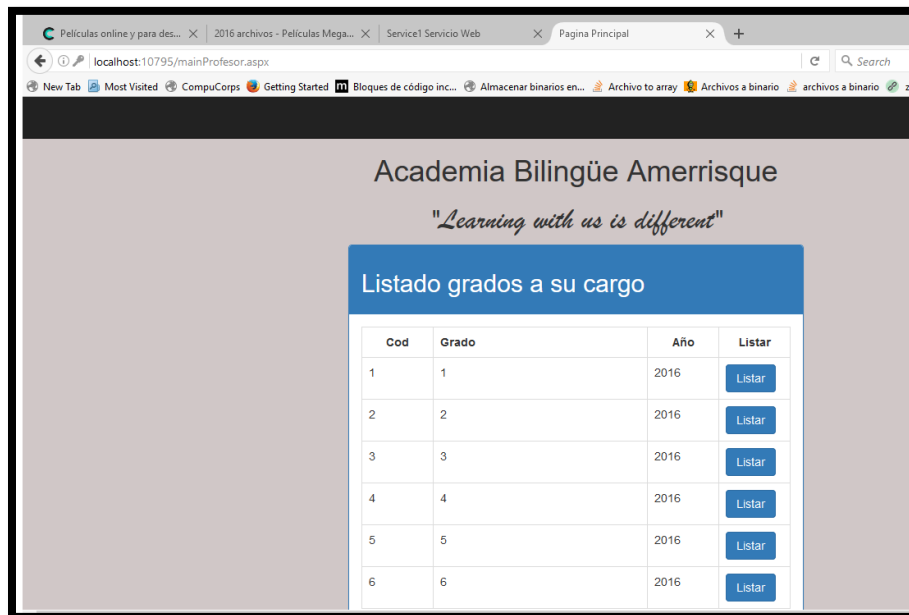 Películas online y para des... 2016 archivos - Películas Mega... Service1 Servicio Web Pagina Principal
localhost:10795/mainProfesor.aspx Search
New Tab Most Visited CompuCorps Getting Started Bloques de código inc... Almacenar binarios en... Archivo to array Archivos a binario archivos a binario
Academia Bilingüe Amerrisque
"Learning with us is different"
Listado grados a su cargo
Cod Grado Año Listar
1 1 2016 Listar
2 2 2016 Listar
3 3 2016 Listar
4 4 2016 Listar
5 5 2016 Listar
6 6 2016 Listar